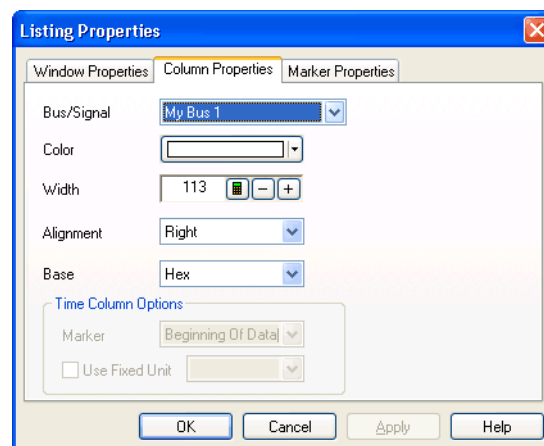 Listing Properties
Window Properties Column Properties Marker Properties
Bus/Signal My Bus 1
Color
Width 113
Alignment Right
Base Hex
Time Column Options
Marker Beginning Of Data
Use Fixed Unit
OK Cancel Apply Help